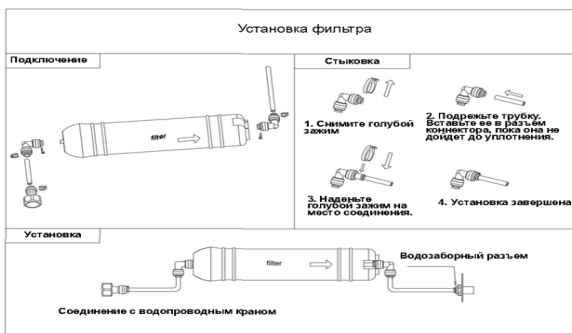 Установка фильтра
Подключение
filter
Стыковка
1. Снимите голубой
зажим
2. Подрежьте трубку.
Вставьте ее в разъем
коннектора, пока она не
дойдет до уплотнения.
3. Наденьте
голубой зажим на
место соединения.
4. Установка завершена
Установка
filter
Водозаборный разъем
Соединение с водопроводным краном